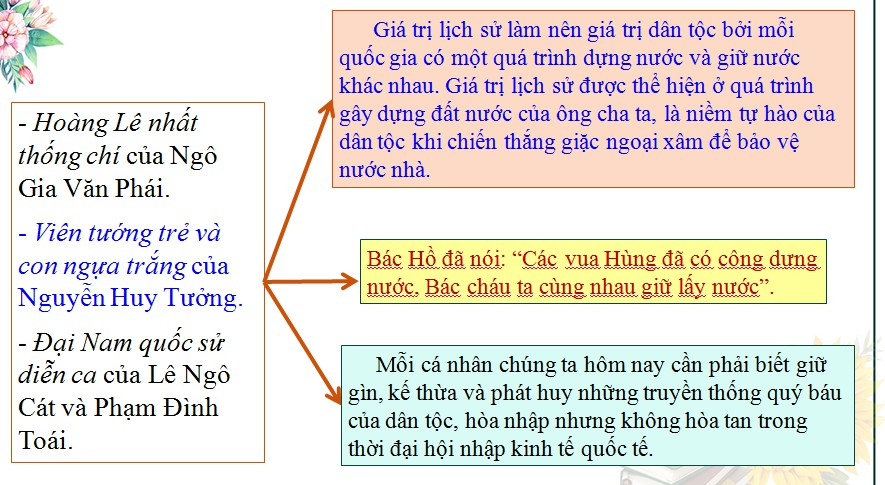 - Hoàng Lê nhất
thống chí của Ngô
Gia Văn Phái.
- Viên tướng trẻ và
con ngựa trắng của
Nguyễn Huy Tưởng.
- Đại Nam quốc sử
diễn ca của Lê Ngô
Cát và Phạm Đình
Toái.
Giá trị lịch sử làm nên giá trị dân tộc bởi mỗi
quốc gia có một quá trình dựng nước và giữ nước
khác nhau. Giá trị lịch sử được thể hiện ở quá trình
gây dựng đất nước của ông cha ta, là niềm tự hào của
dân tộc khi chiến thắng giặc ngoại xâm để bảo vệ
nước nhà.
Bác Hồ đã nói: “Các vua Hùng đã có công dựng
nước, Bác cháu ta cùng nhau giữ lấy nước”.
Mỗi cá nhân chúng ta hôm nay cần phải biết giữ
gìn, kế thừa và phát huy những truyền thống quý báu
của dân tộc, hòa nhập nhưng không hòa tan trong
thời đại hội nhập kinh tế quốc tế.